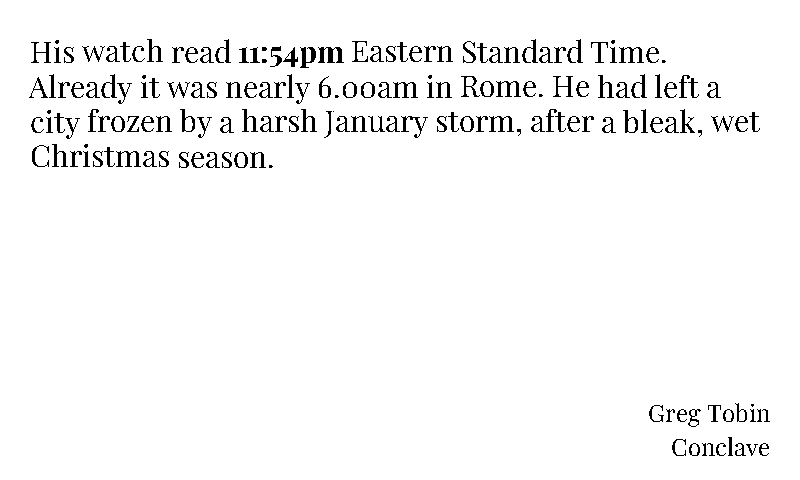 His watch read 11:54pm Eastern Standard Time.
Already it was nearly 6.00am in Rome. He had left a
city frozen by a harsh January storm, after a bleak, wet
Christmas season.
Greg Tobin
Conclave